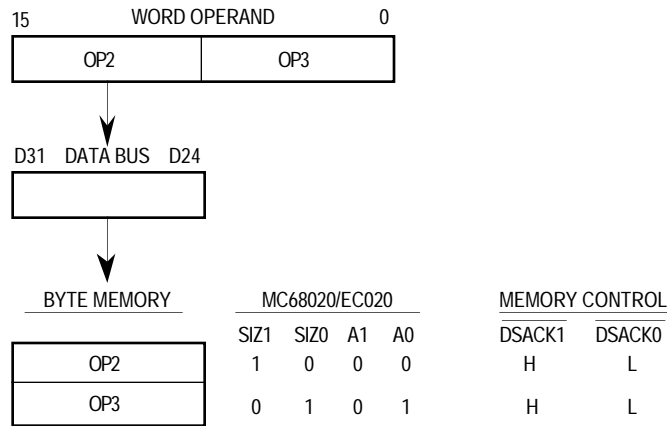 15 WORD OPERAND 0
OP2 OP3
D31 DATA BUS D24
BYTE MEMORY MC68020/EC020 MEMORY CONTROL
SIZ1 SIZ0 A1 A0 DSACK1 DSACK0
OP2 1 0 0 0 H L
OP3 0 1 0 1 H L